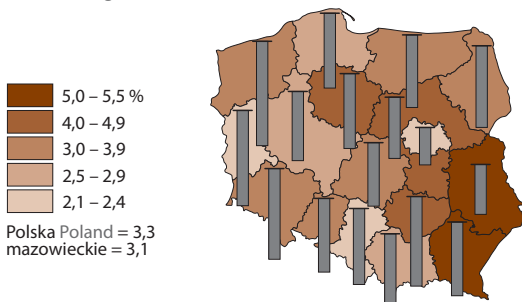 5,0 – 5,5 %
4,0 – 4,9
3,0 – 3,9
2,5 – 2,9
2,1 – 2,4
Polska Poland = 3,3
mazowieckie = 3,1